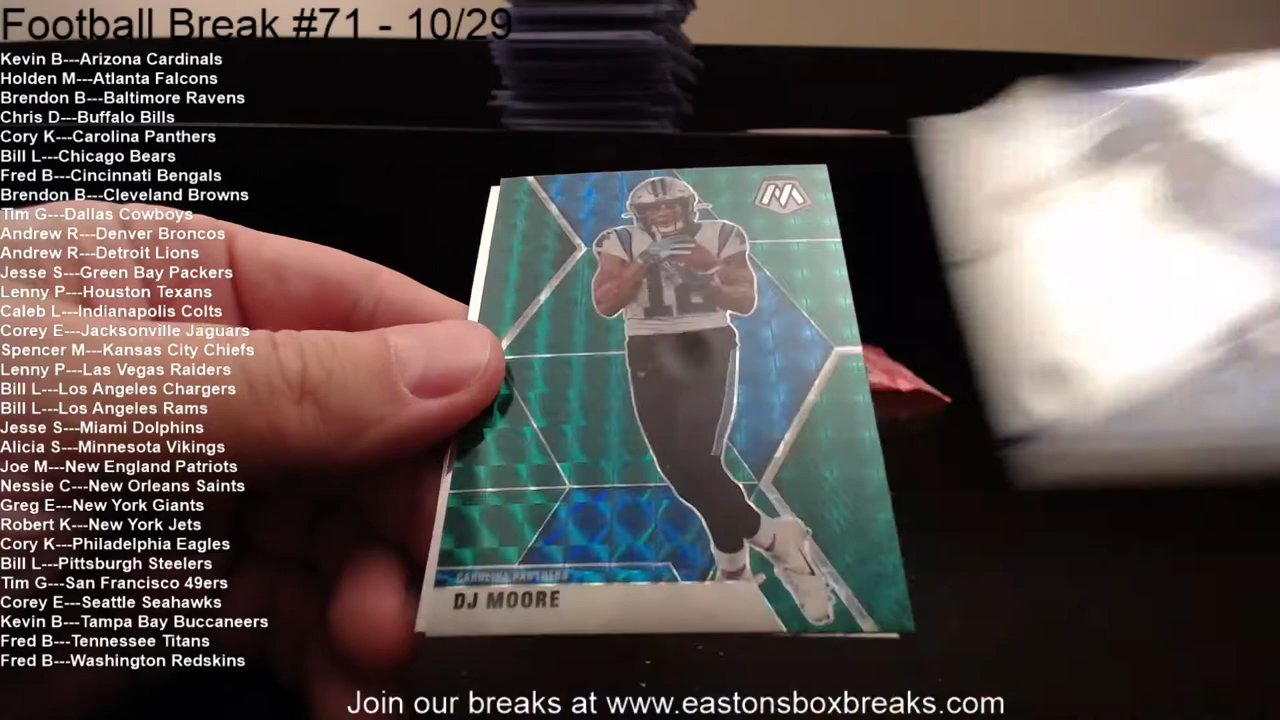 Football Break #71 - 10/29
Kevin B---Arizona Cardinals
Holden M---Atlanta Falcons
Brendon B---Baltimore Ravens
Chris D---Buffalo Bills
Cory K---Carolina Panthers
Bill L---Chicago Bears
Fred B---Cincinnati Bengals
Brendon B---Cleveland Browns
Tim G---Dallas Cowboys
Andrew R---Denver Broncos
Andrew R---Detroit Lions
Jesse S---Green Bay Packers
Lenny P---Houston Texans
Caleb L---Indianapolis Colts
Corey E---Jacksonville Jaguars
Spencer M---Kansas City Chiefs
Lenny P---Las Vegas Raiders
Bill L---Los Angeles Chargers
Bill L---Los Angeles Rams
Jesse S---Miami Dolphins
Alicia S---Minnesota Vikings
Joe M---New England Patriots
Nessie C---New Orleans Saints
Greg E---New York Giants
Robert K---New York Jets
Cory K---Philadelphia Eagles
Bill L---Pittsburgh Steelers
Tim G---San Francisco 49ers
Corey E---Seattle Seahawks
Kevin B---Tampa Bay Buccaneers
Fred B---Tennessee Titans
Fred B---Washington Redskins
M
12
CAROLINA PANTHERS
DJ MOORE
Join our breaks at www.eastonsboxbreaks.com